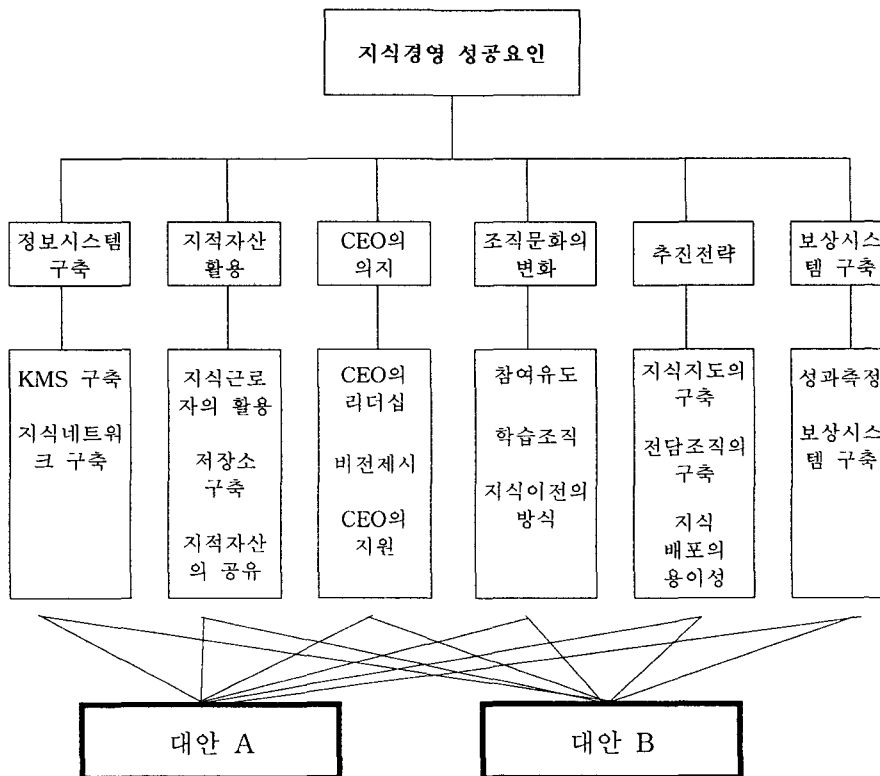 지식경영 성공요인
정보시스템
구축
지적자산
활용
CEO의
의지
조직문화의
변화
추진전략
보상시스
템 구축
KMS 구축
지식네트워
크 구축
지식근로
자의 활용
저장소
구축
지적자산
의 공유
CEO의
리더십
비전제시
CEO의
지원
참여유도
학습조직
지식이전의
방식
지식지도의
구축
전담조직의
구축
지식
배포의
용이성
성과측정
보상시스
템 구축
대안 A
대안 B